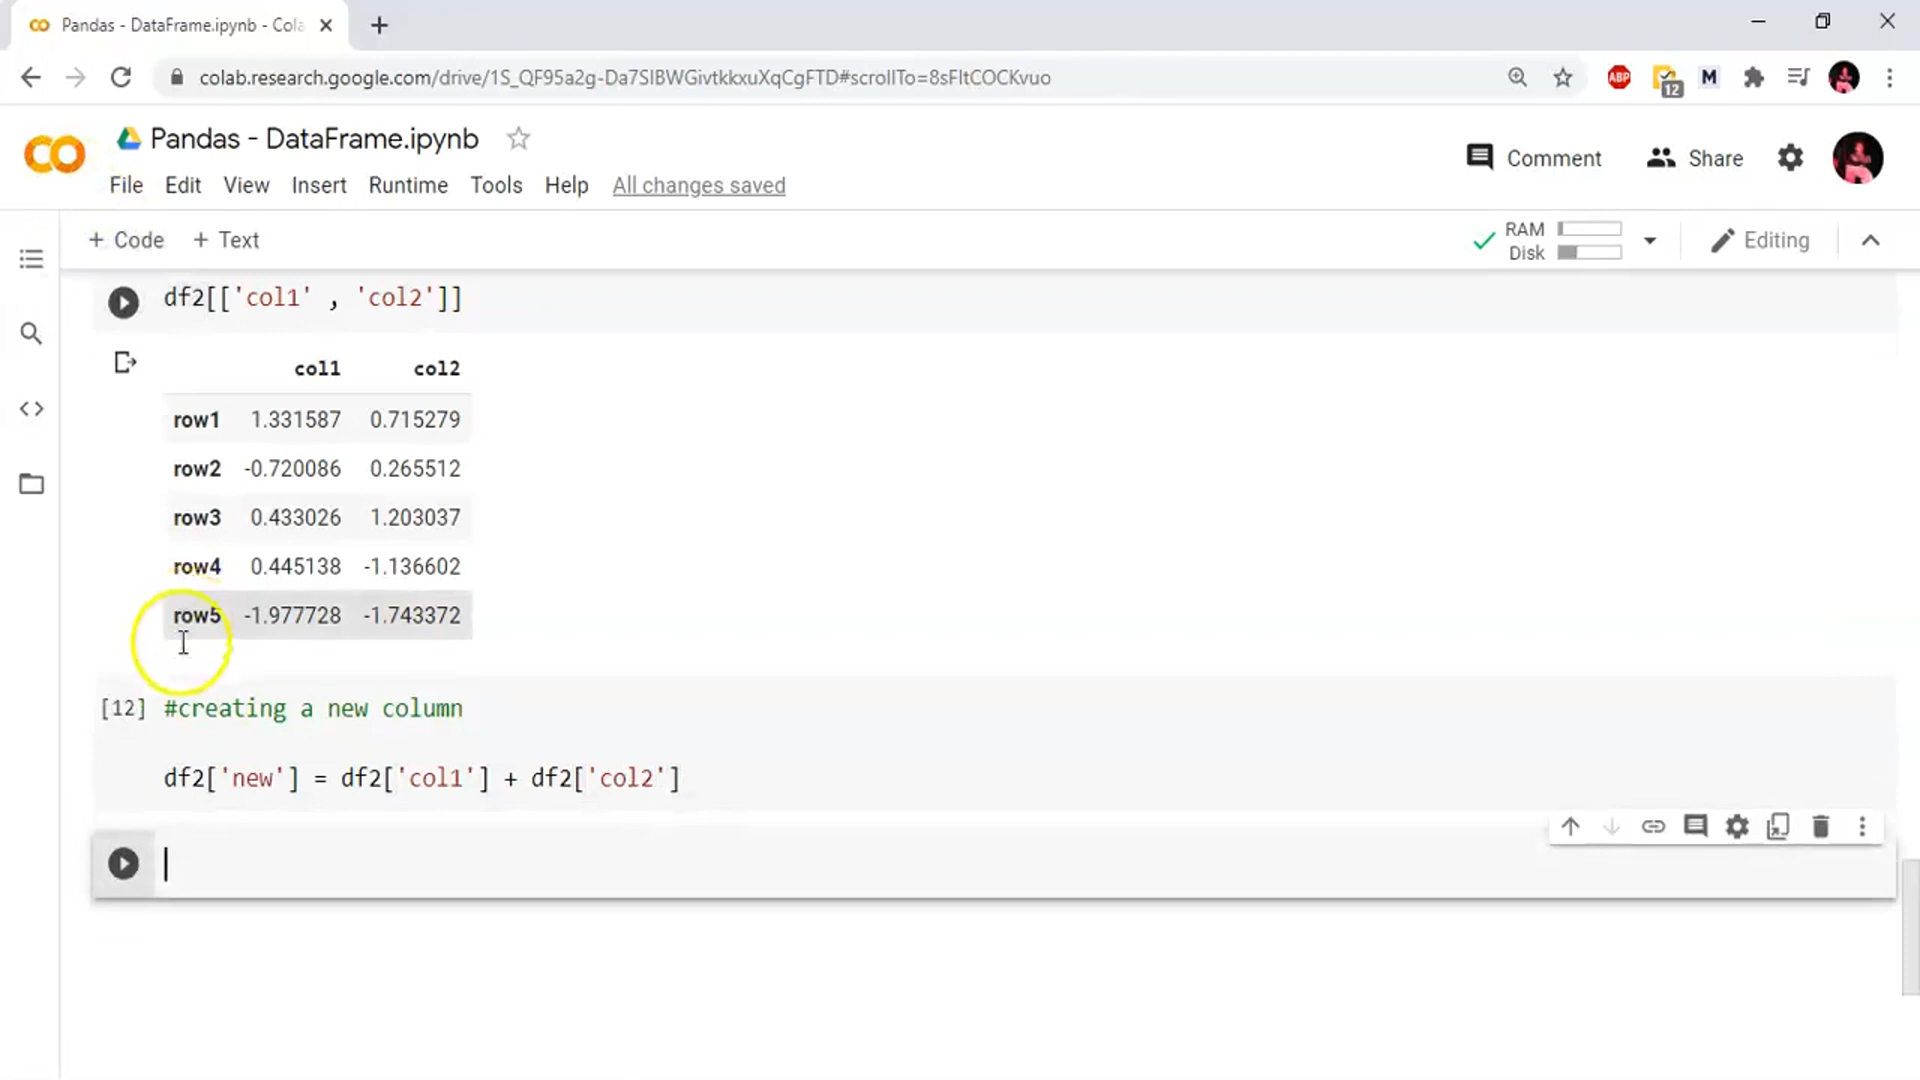 Pandas - DataFrame.ipynb - Cola
colab.research.google.com/drive/1S_QF95a2g-Da7SIBWGivtkkxuXqCgFTD#scrollTo=8sFItCOCKvuo
ABP
12
M
Pandas - DataFrame.ipynb
Comment
Share
File Edit View Insert Runtime Tools Help All changes saved
+ Code + Text
RAM
Disk
Editing
df2[['col1' , 'col2']]
col1 col2
row1 1.331587 0.715279
row2 -0.720086 0.265512
row3 0.433026 1.203037
row4 0.445138 -1.136602
row5 -1.977728 -1.743372
[12] #creating a new column
df2['new'] = df2['col1'] + df2['col2']